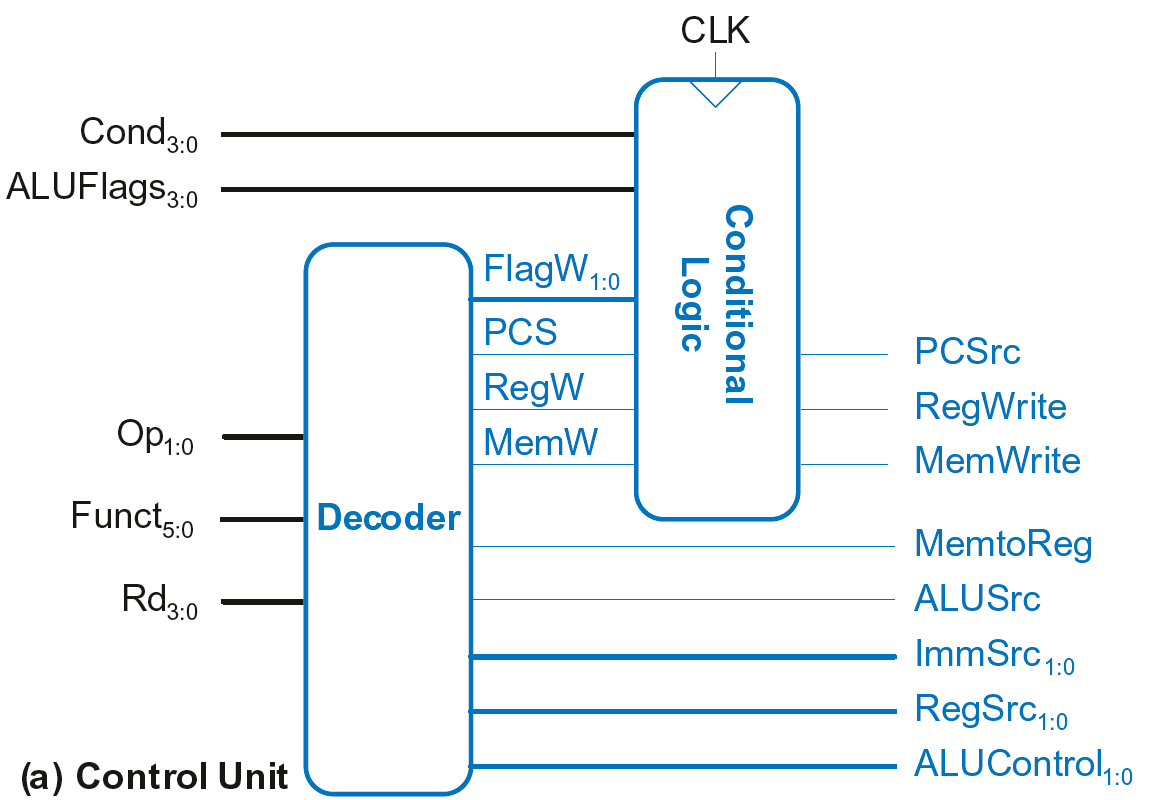 CLK
Cond3:0
ALUFlags3:0
Conditional
Logic
FlagW1:0
PCS
PCSrc
RegW
RegWrite
Op1:0
MemW
MemWrite
Funct5:0
Decoder
MemtoReg
Rd3:0
ALUSrc
ImmSrc1:0
RegSrc1:0
(a) Control Unit
ALUControl1:0